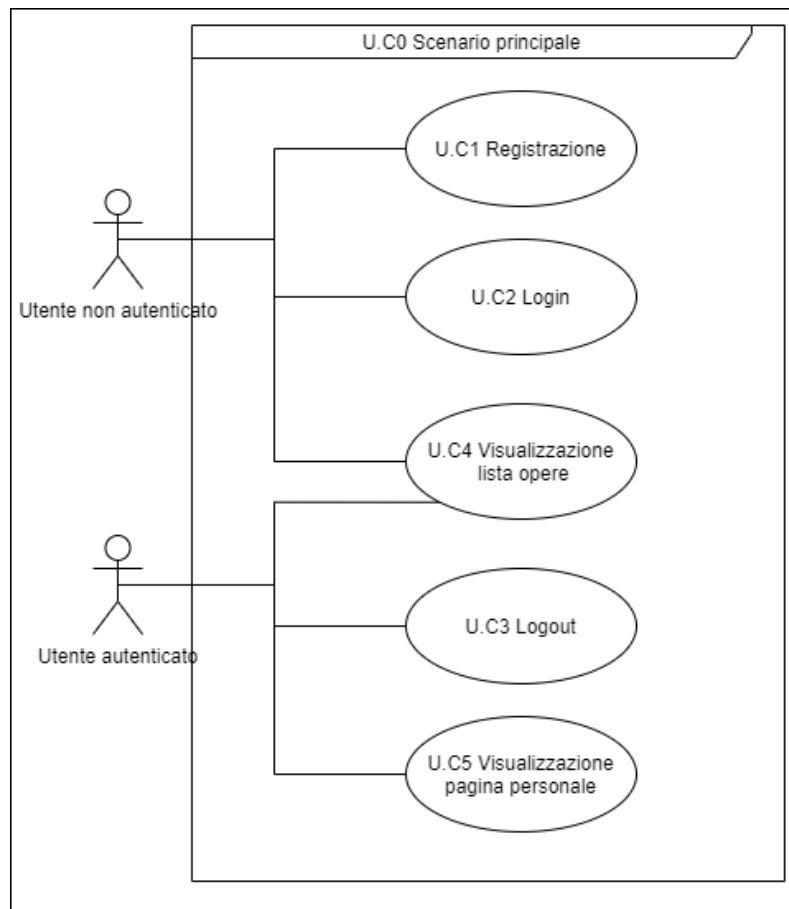 U.C0 Scenario principale
U.C1 Registrazione
Utente non autenticato
U.C2 Login
U.C4 Visualizzazione
lista opere
Utente autenticato
U.C3 Logout
U.C5 Visualizzazione
pagina personale